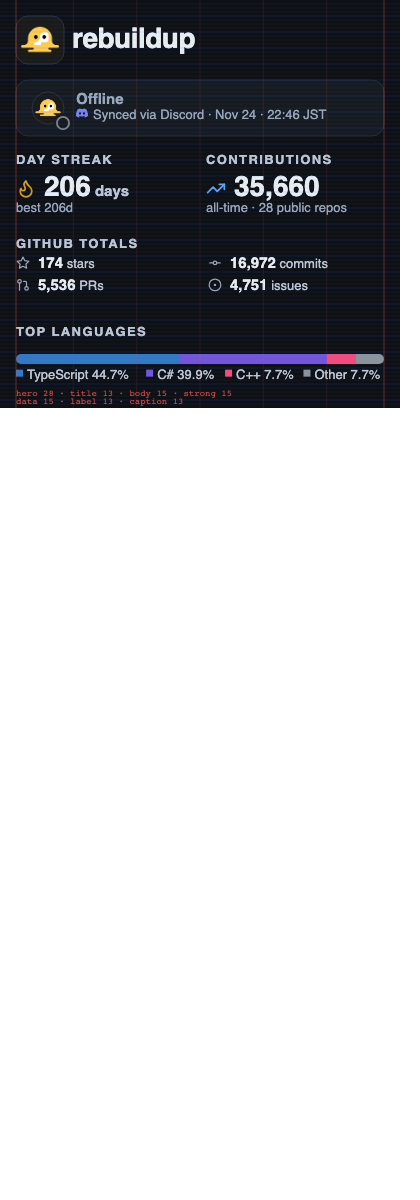 rebuildup
Offline
Synced via Discord · Nov 24 · 22:46 JST
DAY STREAK
206 days
best 206d
CONTRIBUTIONS
35,660
all-time · 28 public repos
GITHUB TOTALS
174 stars
16,972 commits
5,536 PRs
4,751 issues
TOP LANGUAGES
TypeScript 44.7% C# 39.9% C++ 7.7% Other 7.7%
hero 28 · title 13 · body 15 · strong 15
data 15 · label 13 · caption 13